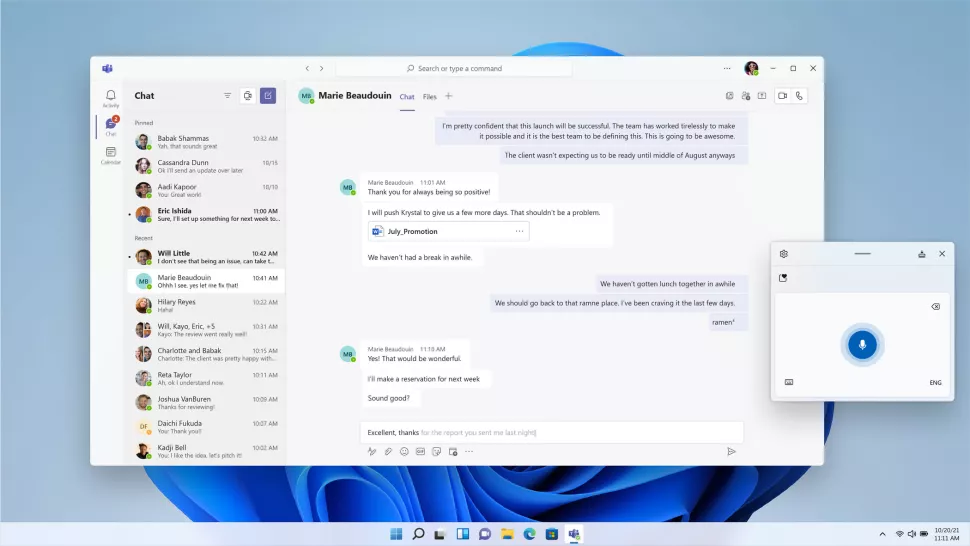 Search or type a command
Activity
2
Chat
Calendar
Chat
Pinned
Babak Shammas 10:32 AM
Yah, that sounds great
Cassandra Dunn 10/15
Ok I'll send an update over later
Aadi Kapoor 10/10
You: Great work!
Eric Ishida 11:00 AM
Sure, I'll set up something for next week to...
Recent
Will Little 10:42 AM
I don't see that being an issue, can take t...
MB
Marie Beaudouin 10:41 AM
Ohhh I see, yes let me fix that!
Hilary Reyes 10:22 AM
Haha!
Will, Kayo, Eric, +5 10:31 AM
Kayo: The review went really well!
Charlotte and Babak 10:15 AM
Charlotte: The client was pretty happy with...
Reta Taylor 10:11 AM
Ah, ok I understand now
Joshua VanBuren 10:09 AM
Thanks for reviewing!
DF
Daichi Fukuda 10:07 AM
You: Thank you!!
Kadji Bell 10:02 AM
You: I like the idea, let's pitch it!
MB
Marie Beaudouin Chat Files
I'm pretty confident that this launch will be successful. The team has worked tirelessly to make
it possible and it is the best team to be defining this. This is going to be awesome.
The client wasn't expecting us to be ready until middle of August anyways
MB
Marie Beaudouin 11:01 AM
Thank you for always being so positive!
I will push Krystal to give us a few more days. That shouldn't be a problem.
July_Promotion
We haven't had a break in awhile.
We haven't gotten lunch together in awhile
We should go back to that ramne place. I've been craving it the last few days.
ramen*
MB
Marie Beaudouin 11:10 AM
Yes! That would be wonderful.
I'll make a reservation for next week
Sound good?
Excellent, thanks for the report you sent me last night
GIF
ENG
10/20/21
11:11 AM